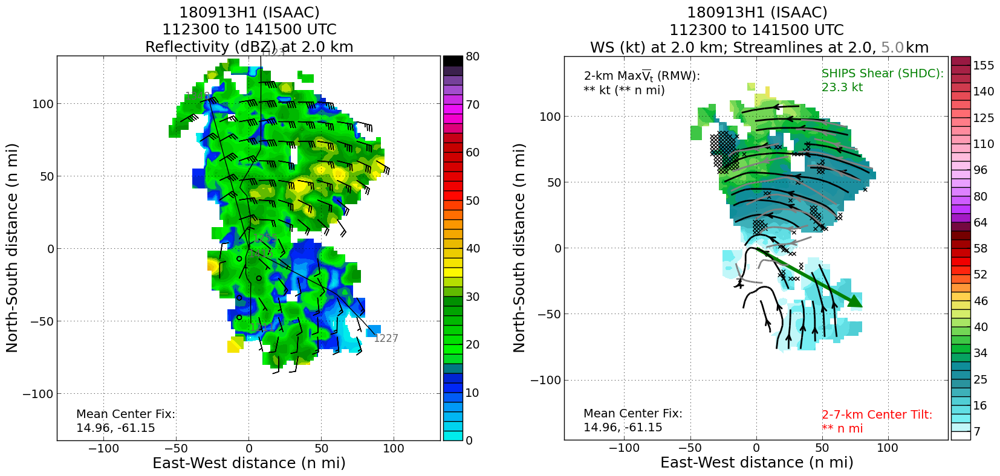 180913H1 (ISAAC)
112300 to 141500 UTC
Reflectivity (dBZ) at 2.0 km
1123
1348
1227
Mean Center Fix:
14.96, -61.15
North-South distance (n mi)
100
50
0
−50
−100
−100
−50
0
50
100
East-West distance (n mi)
80
70
60
50
40
30
20
10
0
180913H1 (ISAAC)
112300 to 141500 UTC
WS (kt) at 2.0 km; Streamlines at 2.0, 5.0 km
2-km Max V̅t (RMW):
** kt (** n mi)
SHIPS Shear (SHDC):
23.3 kt
Mean Center Fix:
14.96, -61.15
2-7-km Center Tilt:
** n mi
North-South distance (n mi)
100
50
0
−50
−100
−100
−50
0
50
100
East-West distance (n mi)
155
140
125
110
96
80
64
58
52
46
40
34
25
16
7